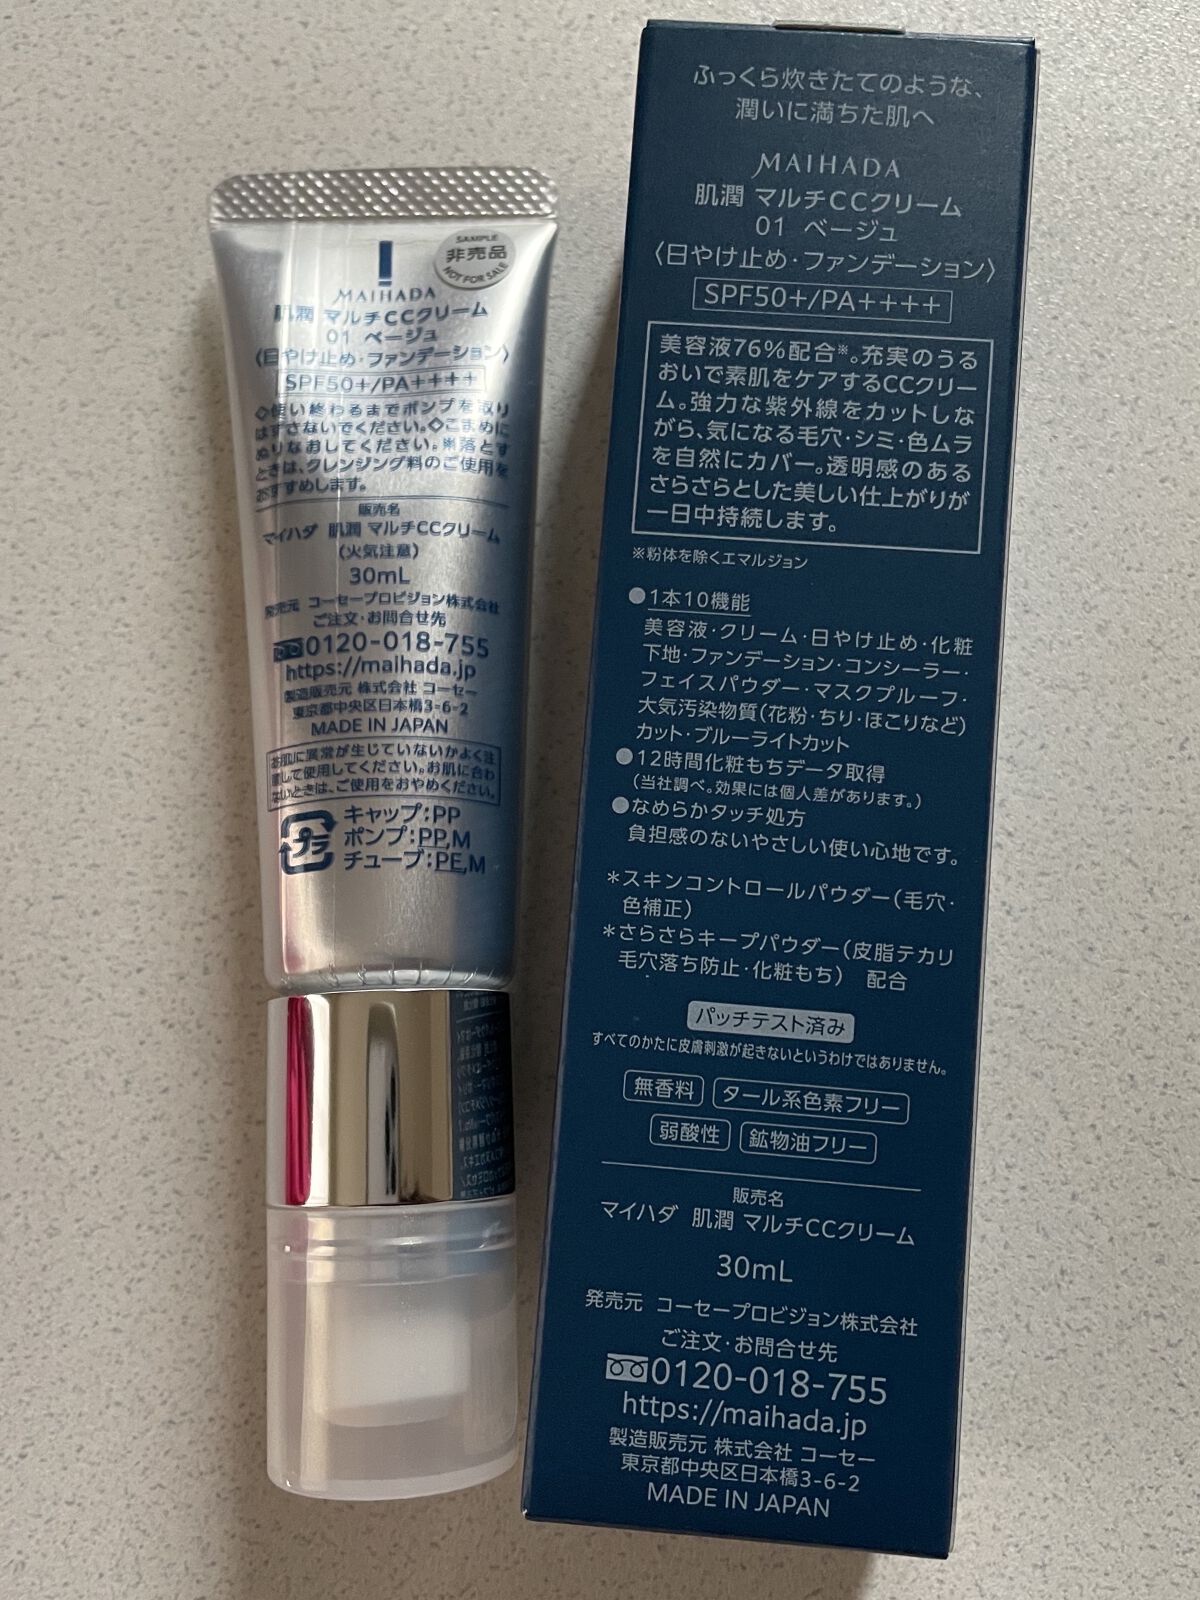 SAMPLE
非売品
NOT FOR SALE
MAIHADA
肌潤 マルチCCクリーム
01 ベージュ
〈日やけ止め・ファンデーション〉
SPF50+/PA++++
◇使い終わるまでポンプを取り
はずさないでください。◇こまめに
ぬりなおしてください。※落とす
ときは、クレンジング料のご使用を
おすすめします。
販売名
マイハダ 肌潤 マルチCCクリーム
(火気注意)
30mL
発売元 コーセープロビジョン株式会社
ご注文・お問合せ先
0120-018-755
https://maihada.jp
製造販売元 株式会社 コーセー
東京都中央区日本橋3-6-2
MADE IN JAPAN
お肌に異常が生じていないかよく注
意して使用してください。お肌に合わ
ないときは、ご使用をおやめください。
プラ
キャップ:PP
ポンプ:PP,M
チューブ:PE,M
ふっくら炊きたてのような、
潤いに満ちた肌へ
MAIHADA
肌潤 マルチCCクリーム
01 ベージュ
〈日やけ止め・ファンデーション〉
SPF50+/PA++++
美容液76%配合※。充実のうる
おいで素肌をケアするCCクリー
ム。強力な紫外線をカットしな
がら、気になる毛穴・シミ・色ムラ
を自然にカバー。透明感のある
さらさらとした美しい仕上がりが
一日中持続します。
※粉体を除くエマルジョン
●1本10機能
美容液・クリーム・日やけ止め・化粧
下地・ファンデーション・コンシーラー・
フェイスパウダー・マスクプルーフ・
大気汚染物質(花粉・ちり・ほこりなど)
カット・ブルーライトカット
●12時間化粧もちデータ取得
(当社調べ。効果には個人差があります。)
●なめらかタッチ処方
負担感のないやさしい使い心地です。
*スキンコントロールパウダー(毛穴・
色補正)
*さらさらキープパウダー(皮脂テカリ
毛穴落ち防止・化粧もち) 配合
パッチテスト済み
すべてのかたに皮膚刺激が起きないというわけではありません。
無香料 タール系色素フリー
弱酸性 鉱物油フリー
販売名
マイハダ 肌潤 マルチCCクリーム
30mL
発売元 コーセープロビジョン株式会社
ご注文・お問合せ先
0120-018-755
https://maihada.jp
製造販売元 株式会社 コーセー
東京都中央区日本橋3-6-2
MADE IN JAPAN